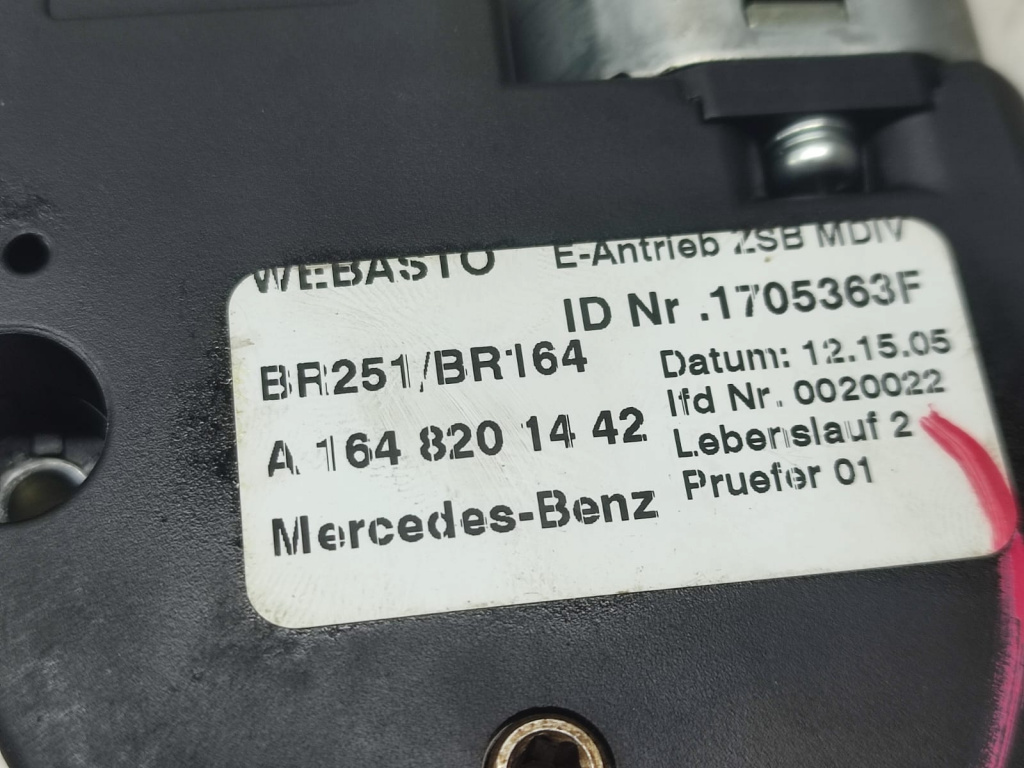 WEBASTO E-Antrieb ZSB MDIV
ID Nr .1705363F
BR251/BR164
Datum: 12.15.05
A 164 820 14 42
lfd Nr. 0020022
Lebenslauf 2
Mercedes-Benz
Pruefer 01